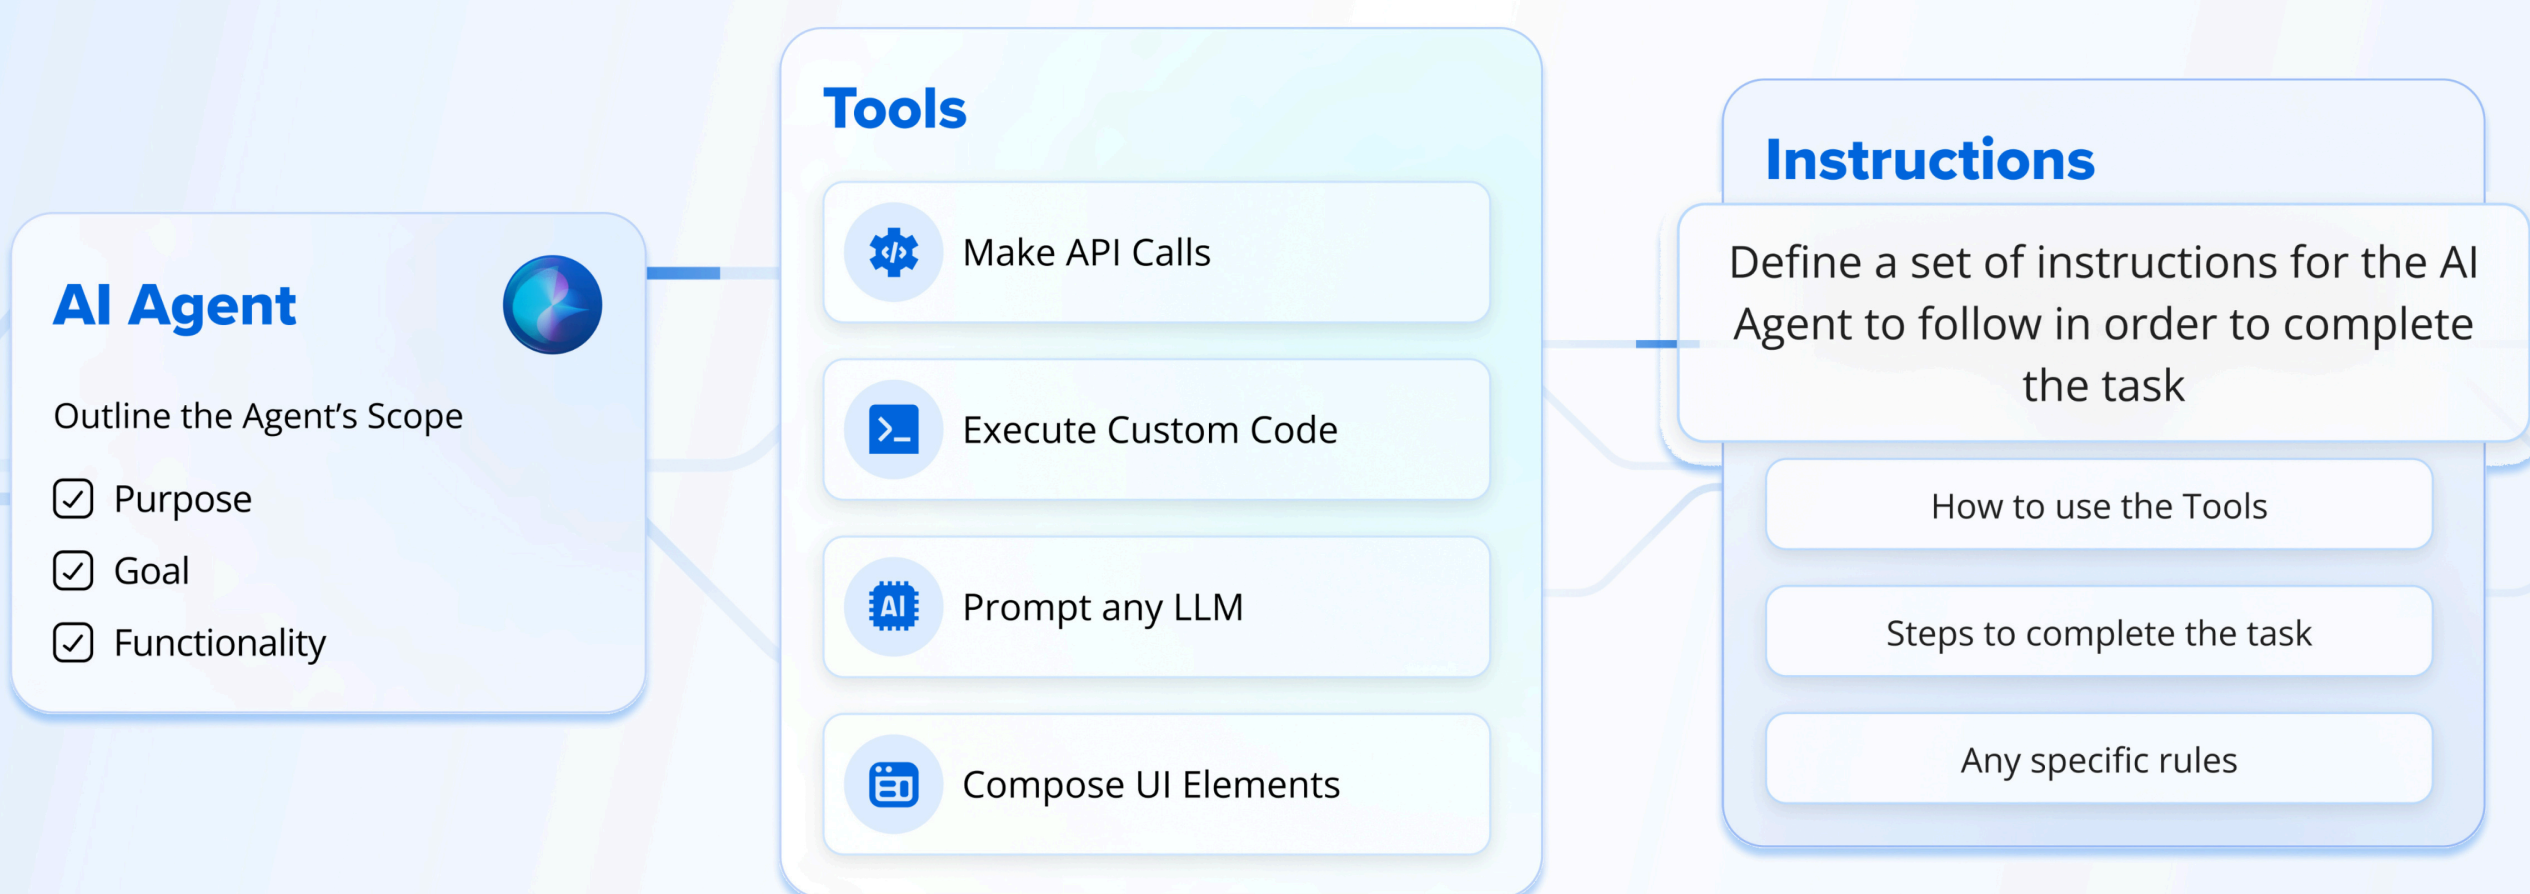 AI Agent
Outline the Agent’s Scope
Purpose
Goal
Functionality
Tools
</>
Make API Calls
>_
Execute Custom Code
AI
Prompt any LLM
Compose UI Elements
Instructions
Define a set of instructions for the AI
Agent to follow in order to complete
the task
How to use the Tools
Steps to complete the task
Any specific rules